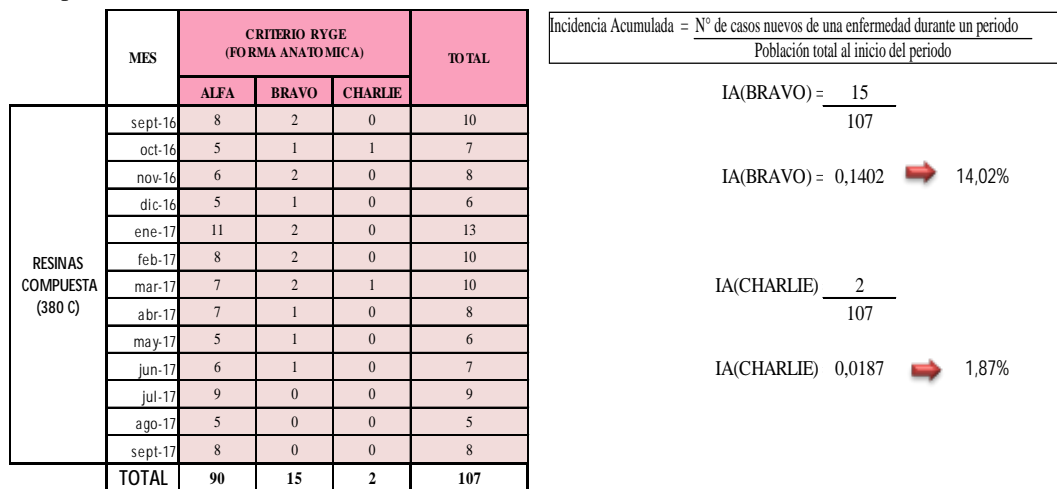 MES CRITERIO RYGE (FORMA ANATOMICA) TOTAL
ALFA BRAVO CHARLIE
RESINAS COMPUESTA (380 C)
sept-16 8 2 0 10
oct-16 5 1 1 7
nov-16 6 2 0 8
dic-16 5 1 0 6
ene-17 11 2 0 13
feb-17 8 2 0 10
mar-17 7 2 1 10
abr-17 7 1 0 8
may-17 5 1 0 6
jun-17 6 1 0 7
jul-17 9 0 0 9
ago-17 5 0 0 5
sept-17 8 0 0 8
TOTAL 90 15 2 107
Incidencia Acumulada = N° de casos nuevos de una enfermedad durante un periodo
Población total al inicio del periodo
IA(BRAVO) = 15
107
IA(BRAVO) = 0,1402 14,02%
IA(CHARLIE) 2
107
IA(CHARLIE) 0,0187 1,87%